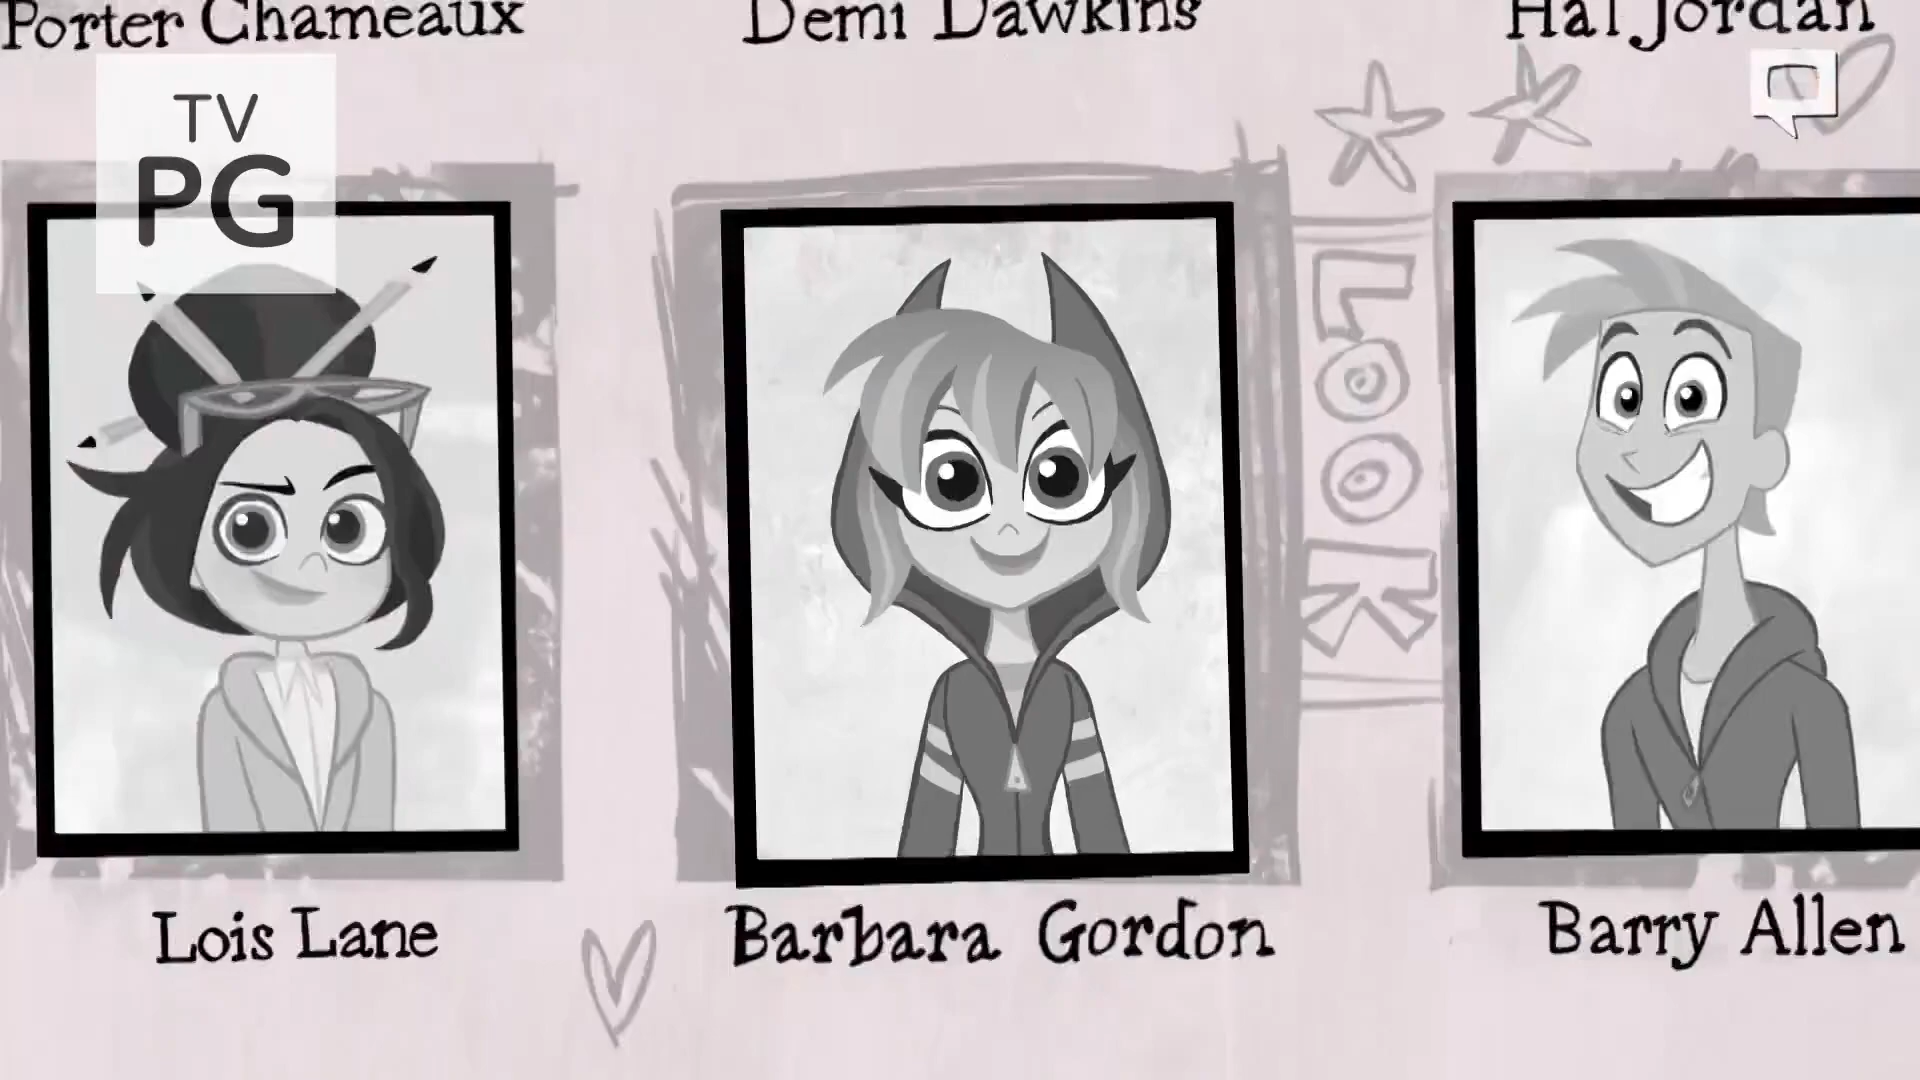 Porter Chameaux
Demi Dawkins
Hal Jordan
TV
PG
LOOK
Lois Lane
Barbara Gordon
Barry Allen